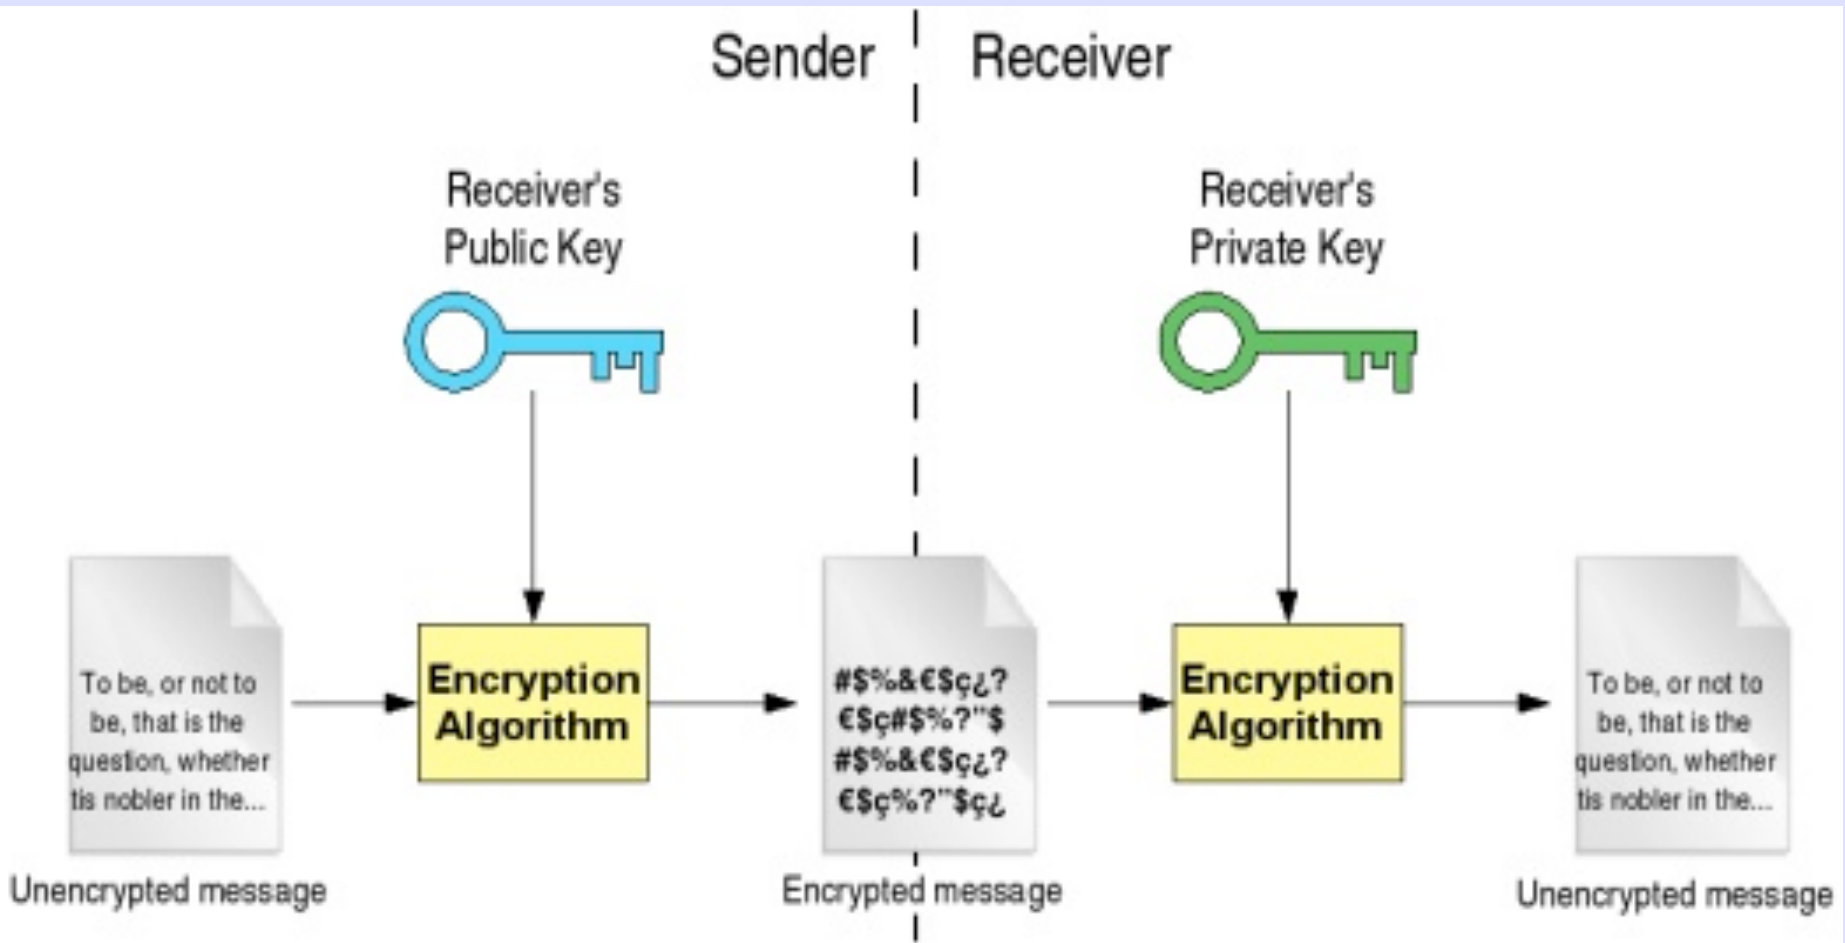 Sender
Receiver
Receiver's
Public Key
Receiver's
Private Key
To be, or not to
be, that is the
question, whether
tis nobler in the...
Encryption
Algorithm
#$%&€$ç¿?
€$ç#$%?"$
#$%&€$ç¿?
€$ç%?"$ç¿
Encryption
Algorithm
To be, or not to
be, that is the
question, whether
tis nobler in the...
Unencrypted message
Encrypted message
Unencrypted message